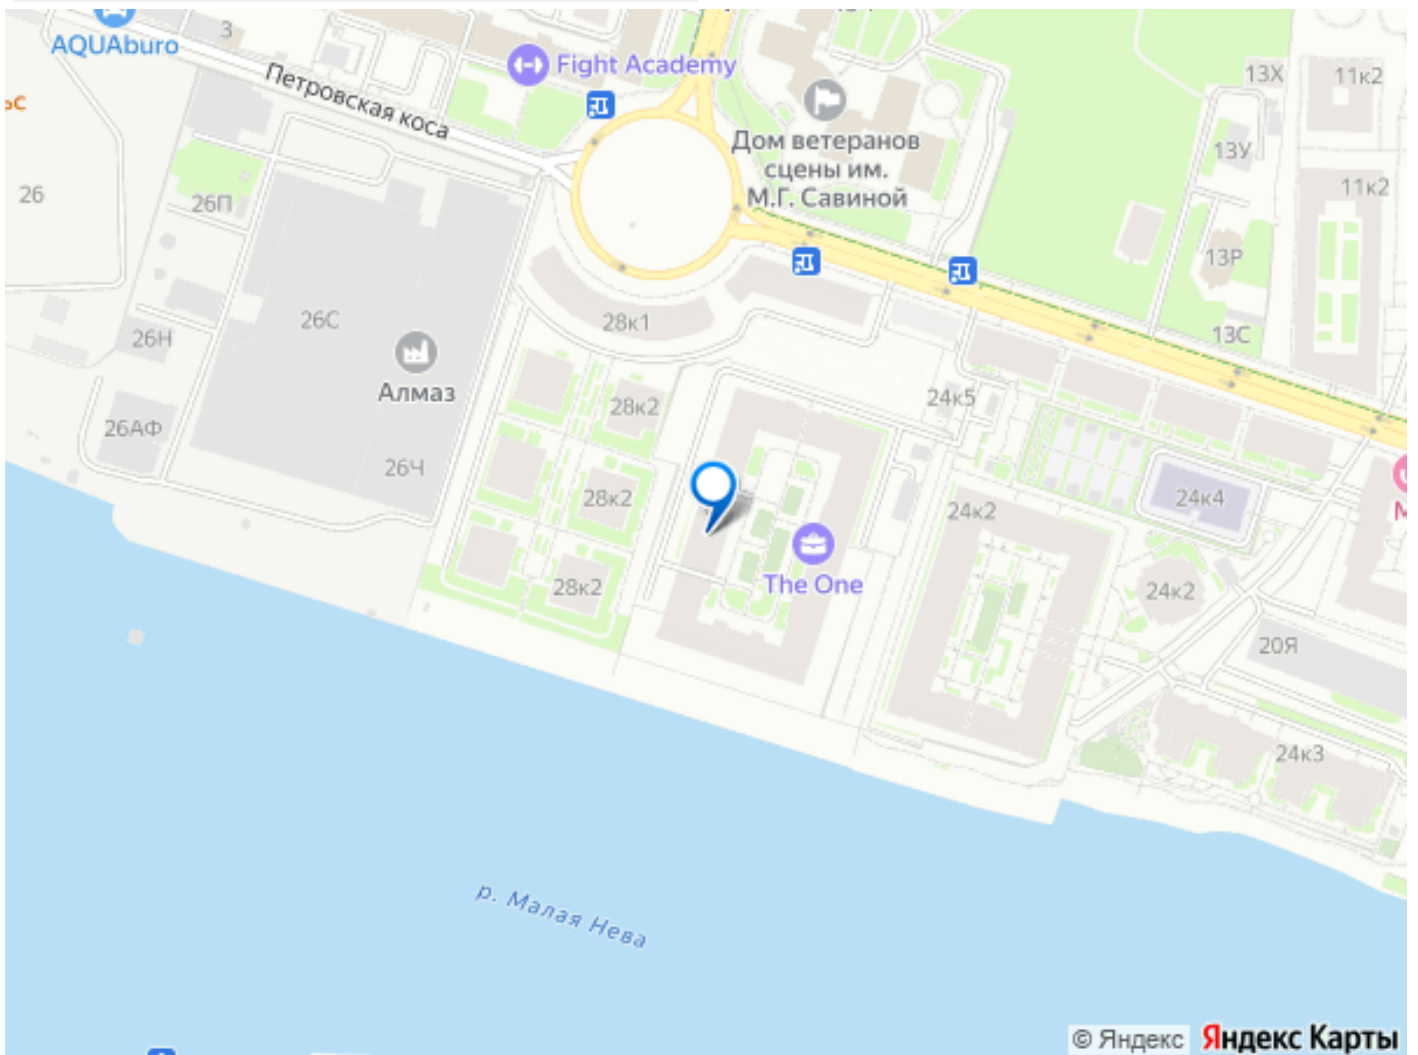 AQUAburo
3
Петровская коса
Fight Academy
Дом ветеранов
сцены им.
М.Г. Савиной
13Х
11к2
13У
11к2
26
26П
13Р
26С
28к1
13С
26Н
Алмаз
24к5
28к2
26АФ
26Ч
28к2
24к2
24к4
The One
28к2
24к2
20Я
24к3
р. Малая Нева
© Яндекс Яндекс Карты